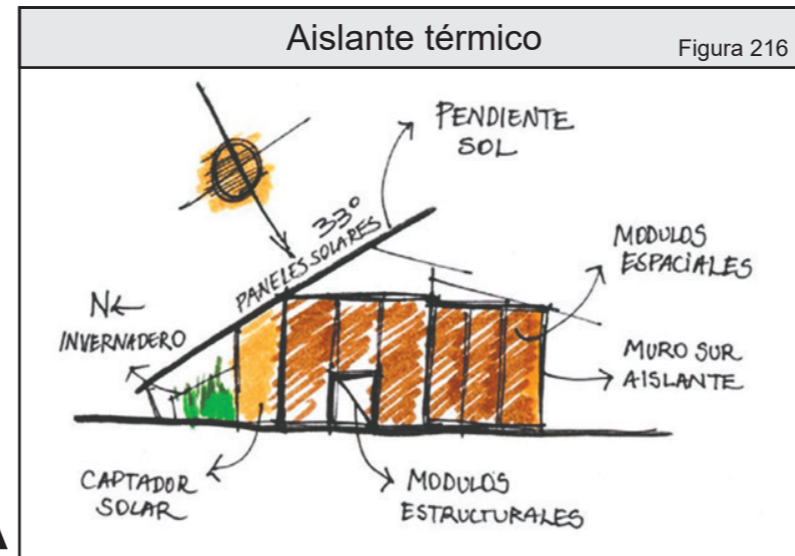 Aislante térmico
Figura 216
PENDIENTE
SOL
33°
PANELES SOLARES
MODULOS
ESPACIALES
N←
INVERNADERO
MURO SUR
AISLANTE
CAPTADOR
SOLAR
MODULOS
ESTRUCTURALES